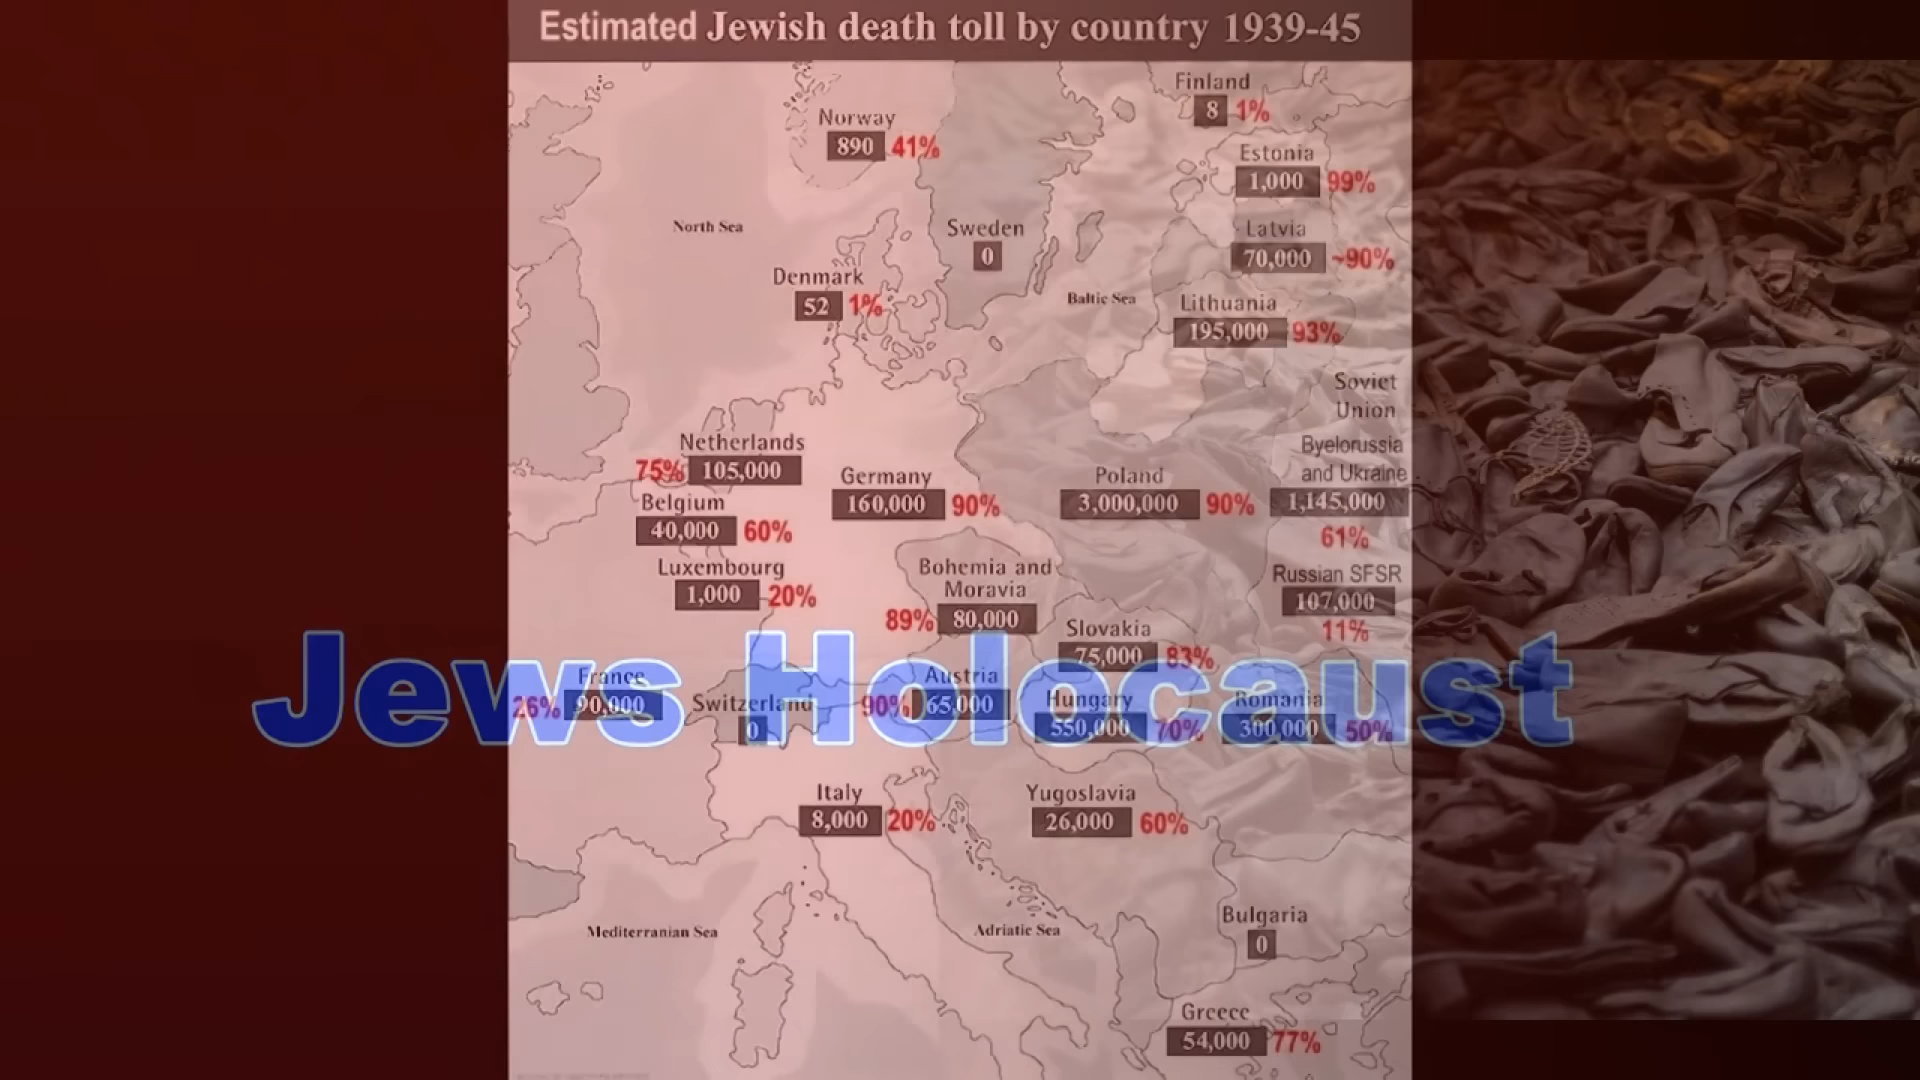 Estimated Jewish death toll by country 1939-45
Finland
8 1%
Norway
890 41%
Estonia
1,000 99%
North Sea
Sweden
0
Latvia
70,000 ~90%
Denmark
52 1%
Baltic Sea
Lithuania
195,000 93%
Soviet
Union
Byelorussia
and Ukraine
1,145,000
61%
Netherlands
75% 105,000
Germany
160,000 90%
Poland
3,000,000 90%
Belgium
40,000 60%
Luxembourg
1,000 20%
Bohemia and
Moravia
89% 80,000
Russian SFSR
107,000
11%
Slovakia
75,000 83%
Jews Holocaust
France
26% 90,000
Switzerland
0
Austria
90% 65,000
Hungary
550,000 70%
Romania
300,000 50%
Italy
8,000 20%
Yugoslavia
26,000 60%
Bulgaria
0
Mediterranean Sea
Adriatic Sea
Greece
54,000 77%